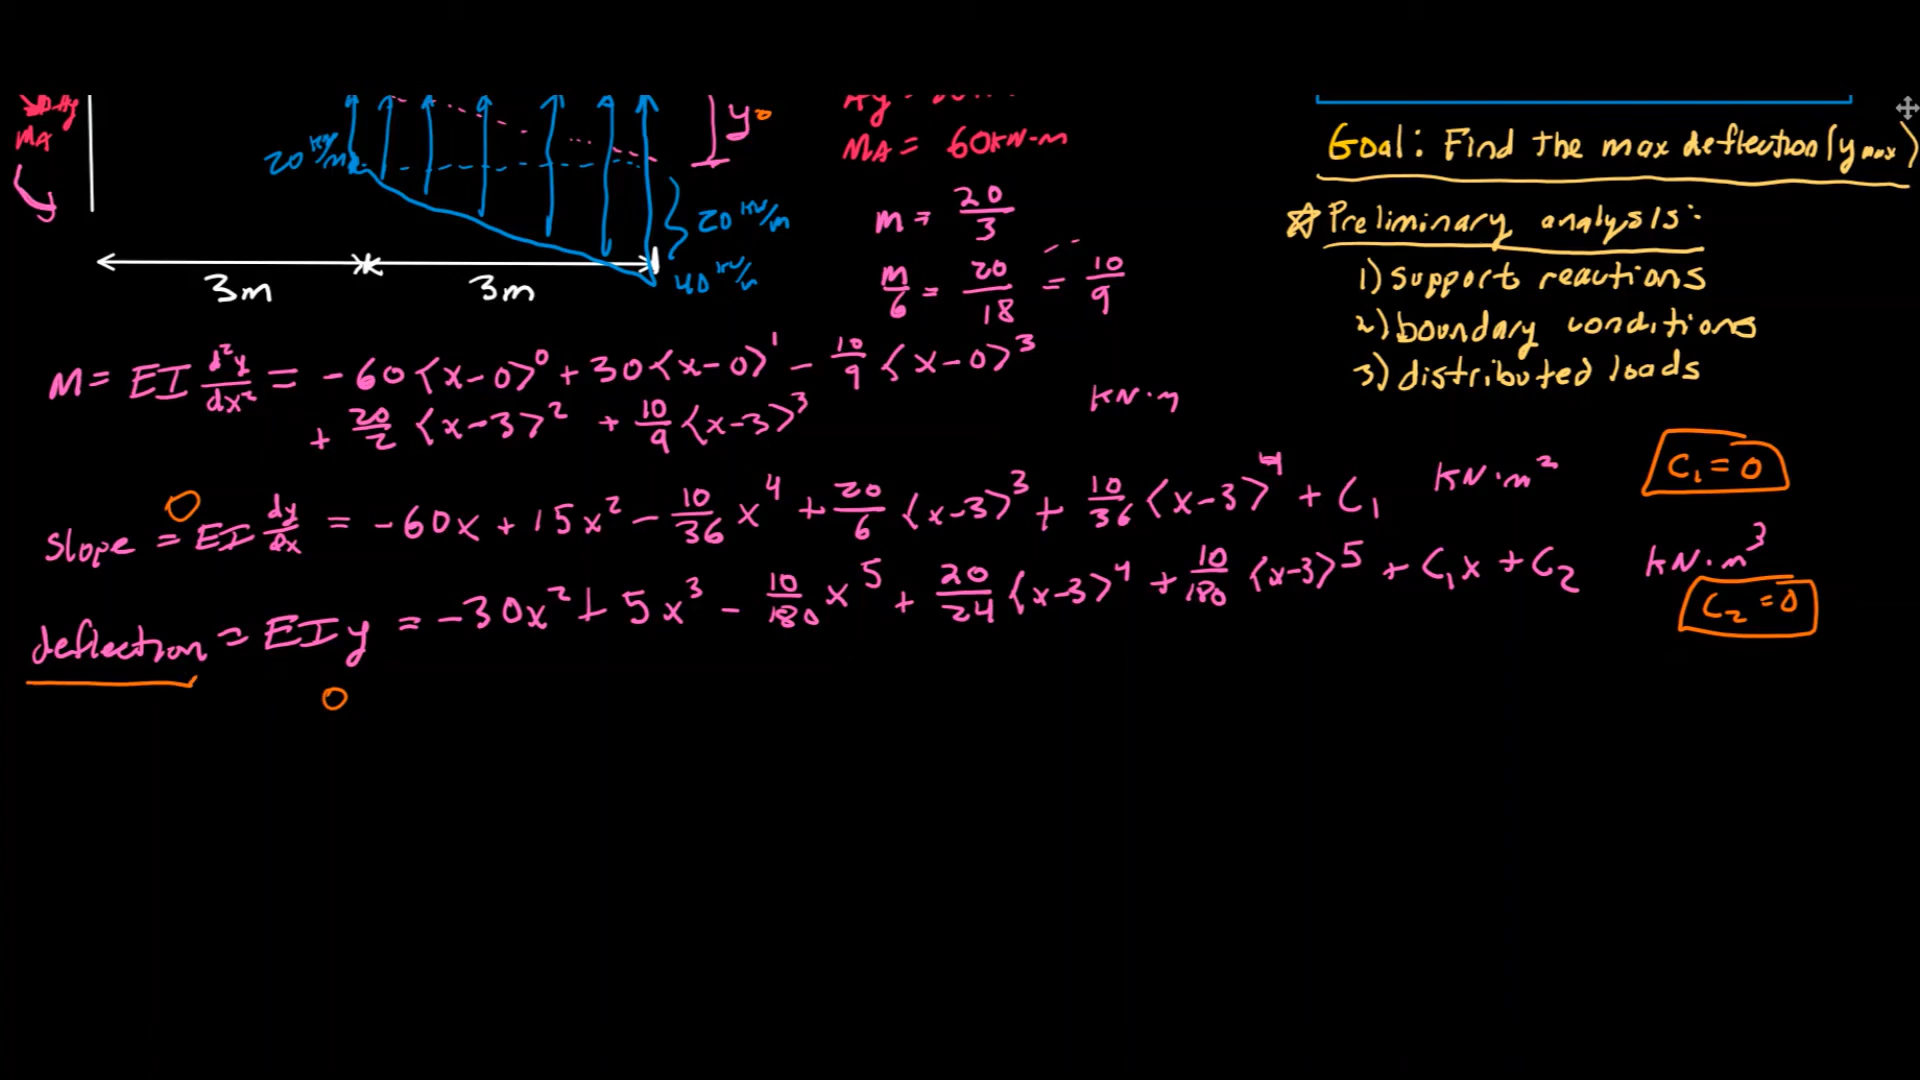 MA
20 kN/m
y
MA = 60KN·m
m = 20/3
m/6 = 20/18 = 10/9
20 kN/m
40 kN/m
3m 3m
Goal: Find the max deflection (ymax)
☆ Preliminary analysis:
1) support reactions
2) boundary conditions
3) distributed loads
M = EI d²y/dx² = -60<x-0>⁰ + 30<x-0>¹ - 10/9 <x-0>³
+ 20/2 <x-3>² + 10/9 <x-3>³ KN·m
0
slope = EI dy/dx = -60x + 15x² - 10/36 x⁴ + 20/6 <x-3>³ + 10/36 <x-3>⁴ + C₁ KN·m²
C₁ = 0
deflection = EIy = -30x² + 5x³ - 10/180 x⁵ + 20/24 <x-3>⁴ + 10/180 <x-3>⁵ + C₁x + C₂ KN·m³
C₂ = 0
0